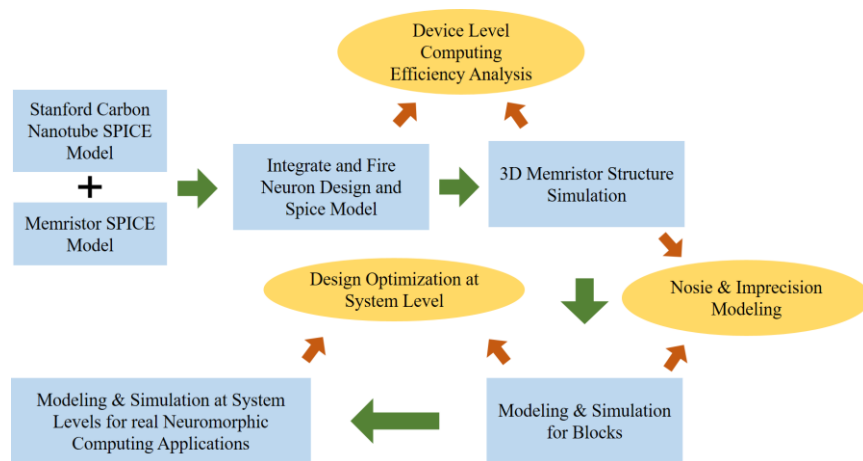 Device Level
Computing
Efficiency Analysis
Stanford Carbon
Nanotube SPICE
Model
+
Memristor SPICE
Model
Integrate and Fire
Neuron Design and
Spice Model
3D Memristor Structure
Simulation
Design Optimization at
System Level
Nosie & Imprecision
Modeling
Modeling & Simulation at System
Levels for real Neuromorphic
Computing Applications
Modeling & Simulation
for Blocks